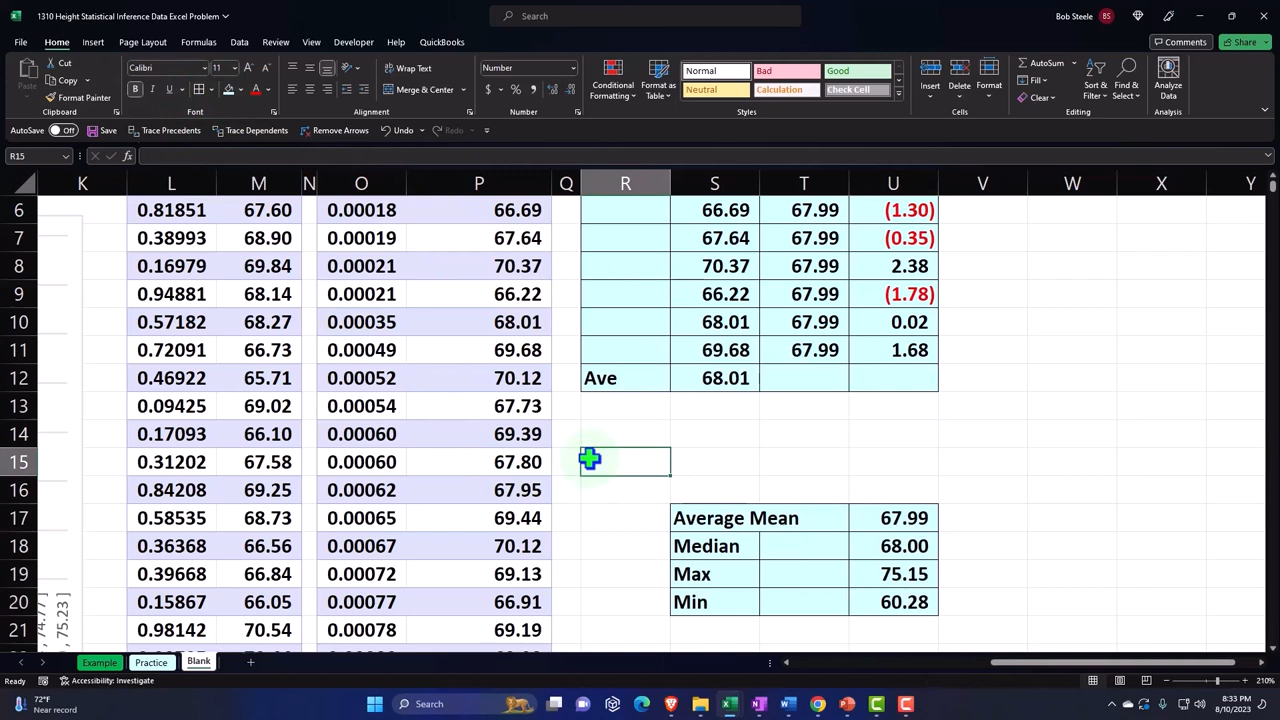 1310 Height Statistical Inference Data Excel Problem
Search
Bob Steele
BS
File Home Insert Page Layout Formulas Data Review View Developer Help QuickBooks
Comments
Share
Paste
Cut
Copy
Format Painter
Clipboard
Calibri
11
Font
Wrap Text
Merge & Center
Alignment
Number
Number
Conditional Formatting
Format as Table
Normal Bad Good
Neutral Calculation Check Cell
Styles
Insert Delete Format
Cells
AutoSum
Fill
Clear
Sort & Filter
Find & Select
Editing
Analyze Data
Analysis
AutoSave Off Save Trace Precedents Trace Dependents Remove Arrows Undo Redo
R15
K L M N O P Q R S T U V W X Y
6 0.81851 67.60 0.00018 66.69 66.69 67.99 (1.30)
7 0.38993 68.90 0.00019 67.64 67.64 67.99 (0.35)
8 0.16979 69.84 0.00021 70.37 70.37 67.99 2.38
9 0.94881 68.14 0.00021 66.22 66.22 67.99 (1.78)
10 0.57182 68.27 0.00035 68.01 68.01 67.99 0.02
11 0.72091 66.73 0.00049 69.68 69.68 67.99 1.68
12 0.46922 65.71 0.00052 70.12 Ave 68.01
13 0.09425 69.02 0.00054 67.73
14 0.17093 66.10 0.00060 69.39
15 0.31202 67.58 0.00060 67.80
16 0.84208 69.25 0.00062 67.95
17 0.58535 68.73 0.00065 69.44 Average Mean 67.99
18 0.36368 66.56 0.00067 70.12 Median 68.00
19 0.39668 66.84 0.00072 69.13 Max 75.15
20 0.15867 66.05 0.00077 66.91 Min 60.28
21 0.98142 70.54 0.00078 69.19
74.77 ]
75.23 ]
Example Practice Blank
Ready
Accessibility: Investigate
210%
72°F
Near record
Search
8:33 PM
8/10/2023